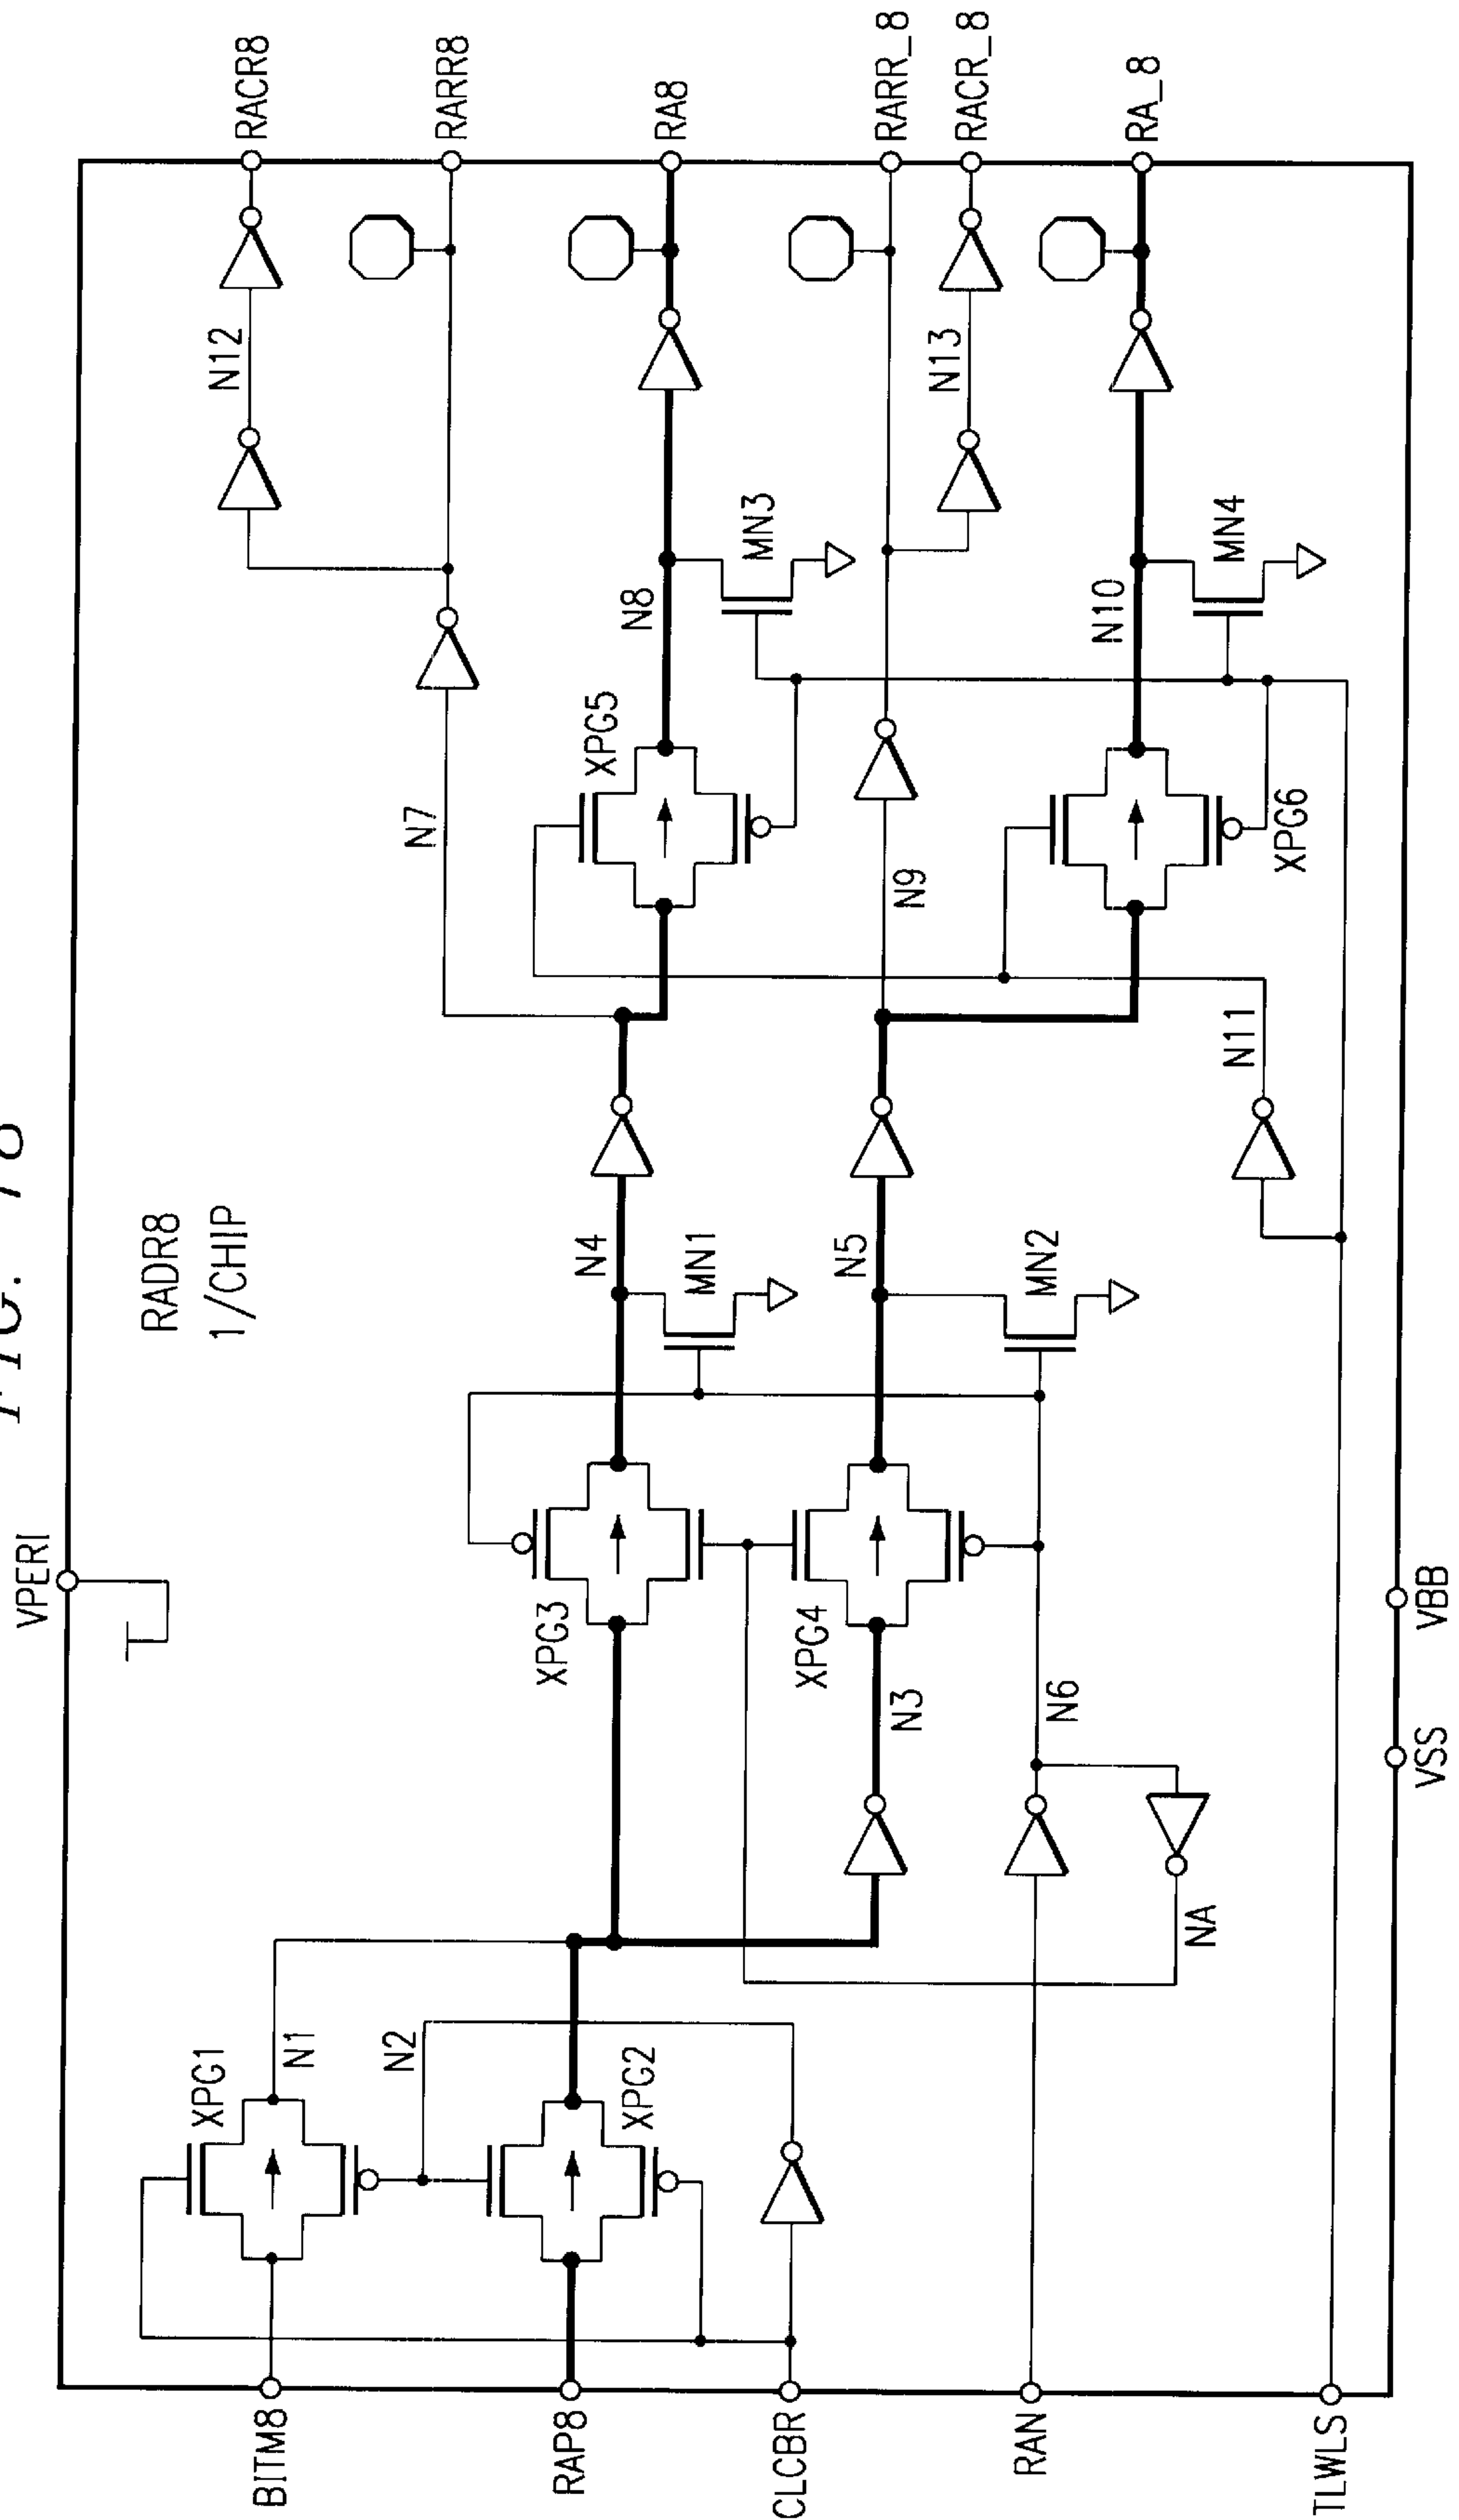 RADR8
1/CHIP
VPERI
BITM8
RAP8
CLCBR
RAN
TLWLS
XPG1
N1
N2
XPG2
XPG3
XPG4
N3
N6
NA
N4
MN1
N5
MN2
N11
N7
XPG5
N8
MN3
N9
XPG6
N10
MN4
N12
N13
RACR8
RARR8
RA8
RARR_8
RACR_8
RA_8
VSS
VBB